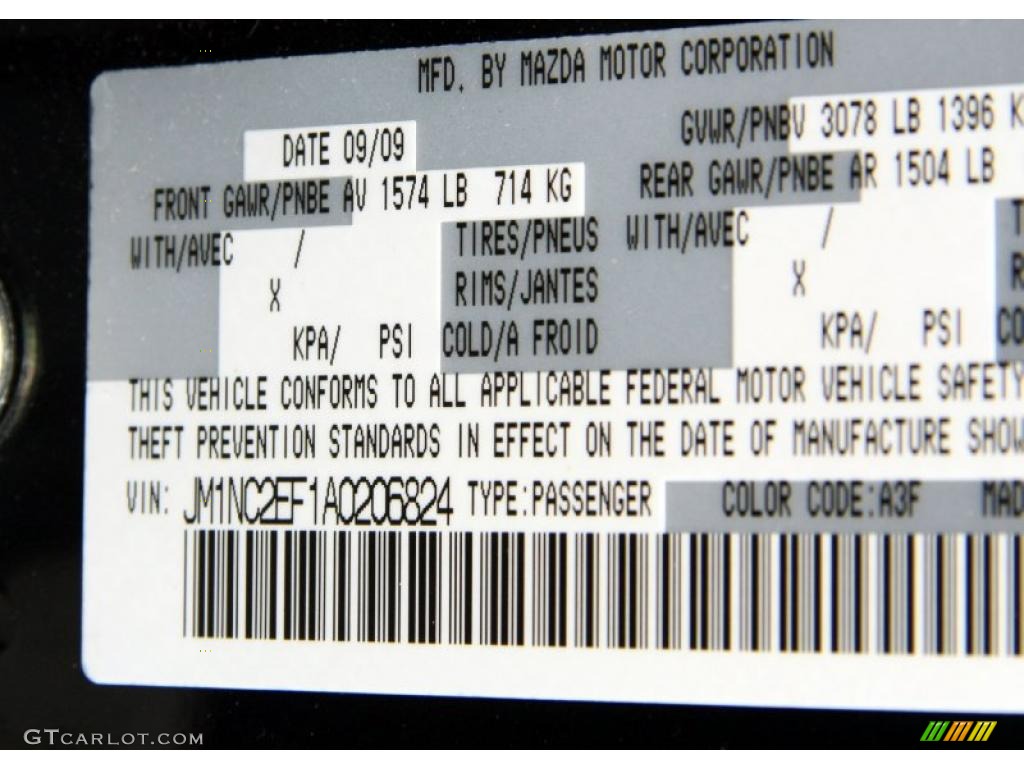 MFD. BY MAZDA MOTOR CORPORATION
DATE 09/09 GVWR/PNBV 3078 LB 1396 K
FRONT GAWR/PNBE AV 1574 LB 714 KG REAR GAWR/PNBE AR 1504 LB
WITH/AVEC / TIRES/PNEUS WITH/AVEC / T
X RIMS/JANTES X R
KPA/ PSI COLD/A FROID KPA/ PSI CO
THIS VEHICLE CONFORMS TO ALL APPLICABLE FEDERAL MOTOR VEHICLE SAFETY
THEFT PREVENTION STANDARDS IN EFFECT ON THE DATE OF MANUFACTURE SHOW
VIN: JM1NC2EF1A0206824 TYPE:PASSENGER COLOR CODE:A3F MAD
GTCARLOT.COM